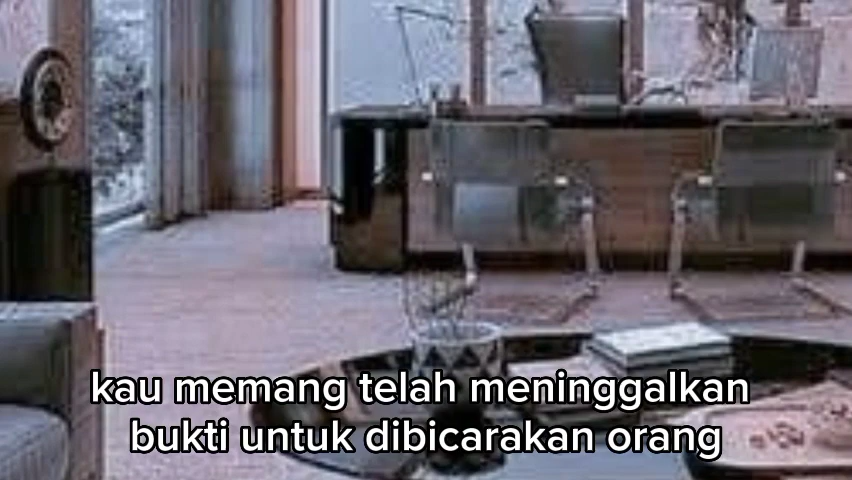 kau memang telah meninggalkan
bukti untuk dibicarakan orang